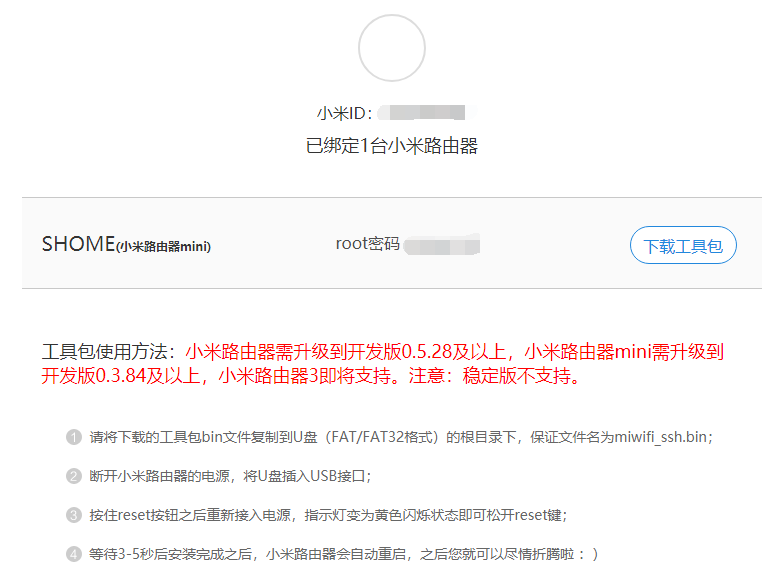 小米ID：
已绑定1台小米路由器
SHOME(小米路由器mini) root密码 下载工具包
工具包使用方法：小米路由器需升级到开发版0.5.28及以上，小米路由器mini需升级到
开发版0.3.84及以上，小米路由器3即将支持。注意：稳定版不支持。
1 请将下载的工具包bin文件复制到U盘（FAT/FAT32格式）的根目录下，保证文件名为miwifi_ssh.bin；
2 断开小米路由器的电源，将U盘插入USB接口；
3 按住reset按钮之后重新接入电源，指示灯变为黄色闪烁状态即可松开reset键；
4 等待3-5秒后安装完成之后，小米路由器会自动重启，之后您就可以尽情折腾啦 ：）